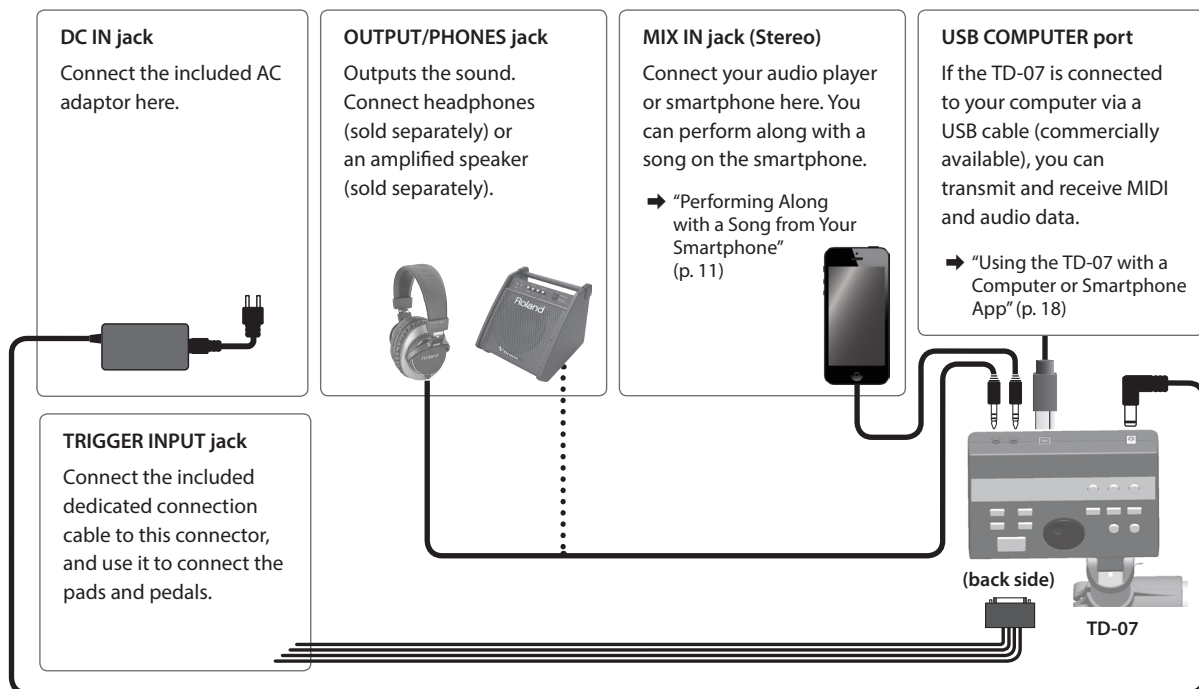 DC IN jack
Connect the included AC
adaptor here.
OUTPUT/PHONES jack
Outputs the sound.
Connect headphones
(sold separately) or
an amplified speaker
(sold separately).
Roland
Roland
MIX IN jack (Stereo)
Connect your audio player
or smartphone here. You
can perform along with a
song on the smartphone.
➡ “Performing Along
with a Song from Your
Smartphone”
(p. 11)
USB COMPUTER port
If the TD-07 is connected
to your computer via a
USB cable (commercially
available), you can
transmit and receive MIDI
and audio data.
➡ “Using the TD-07 with a
Computer or Smartphone
App” (p. 18)
TRIGGER INPUT jack
Connect the included
dedicated connection
cable to this connector,
and use it to connect the
pads and pedals.
(back side)
TD-07